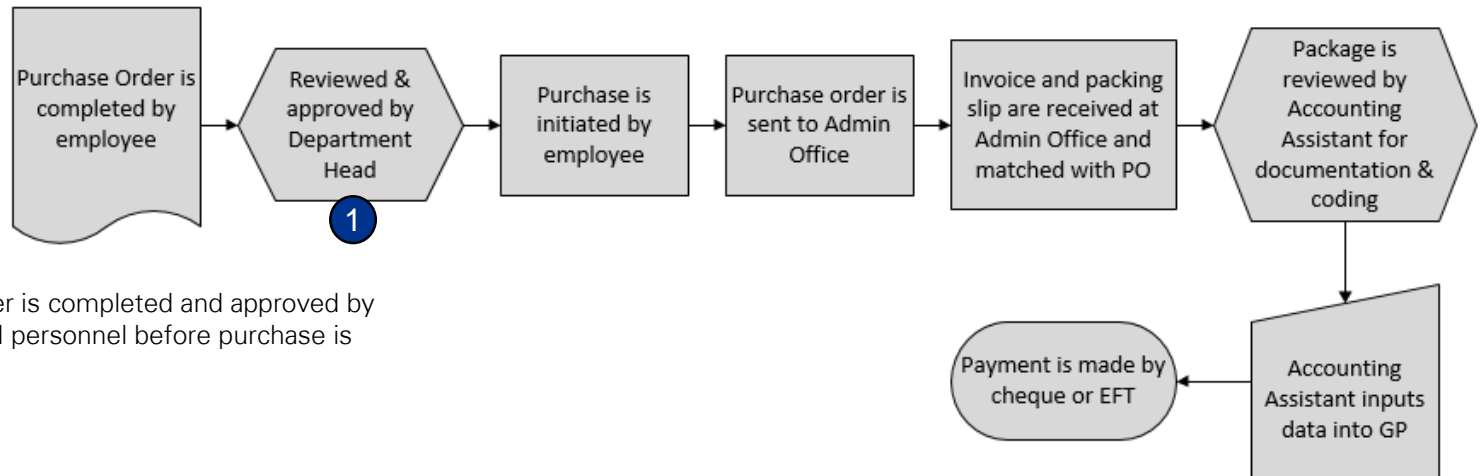 Purchase Order is
completed by
employee
Reviewed &
approved by
Department
Head
1
Purchase is
initiated by
employee
Purchase order is
sent to Admin
Office
Invoice and packing
slip are received at
Admin Office and
matched with PO
Package is
reviewed by
Accounting
Assistant for
documentation &
coding
Accounting
Assistant inputs
data into GP
Payment is made by
cheque or EFT
er is completed and approved by
personnel before purchase is